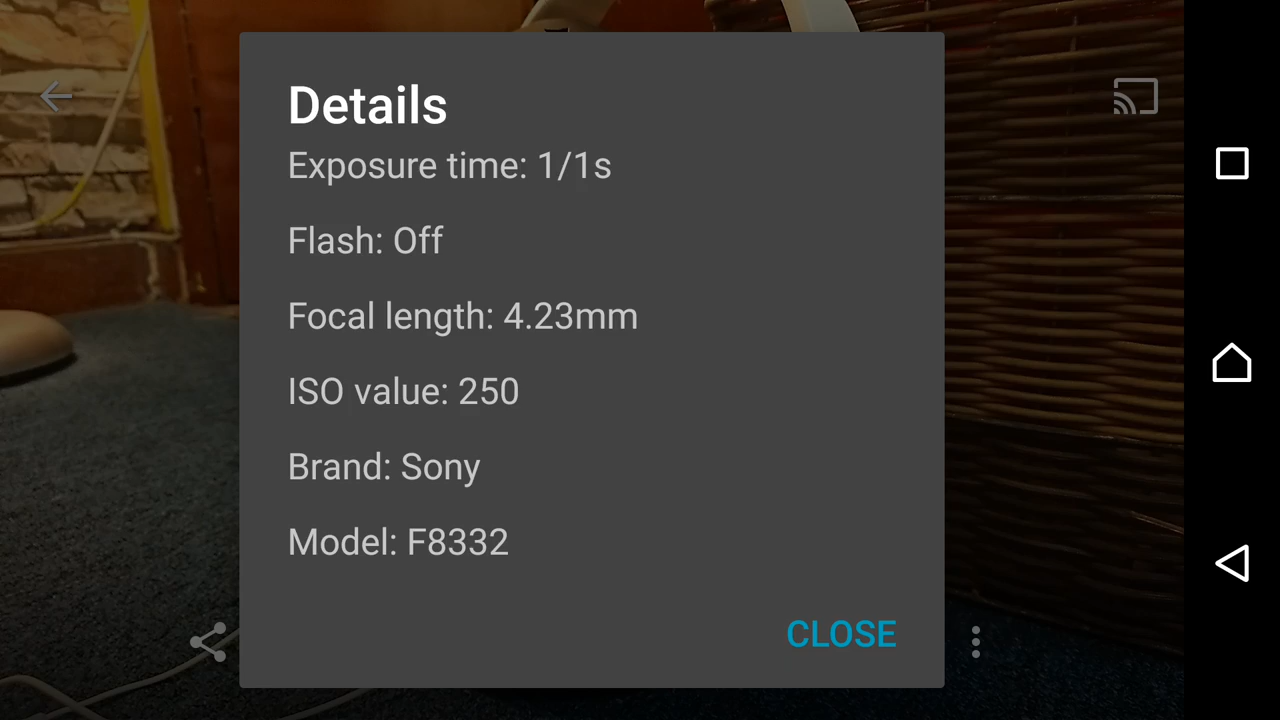 Details
Exposure time: 1/1s
Flash: Off
Focal length: 4.23mm
ISO value: 250
Brand: Sony
Model: F8332
CLOSE